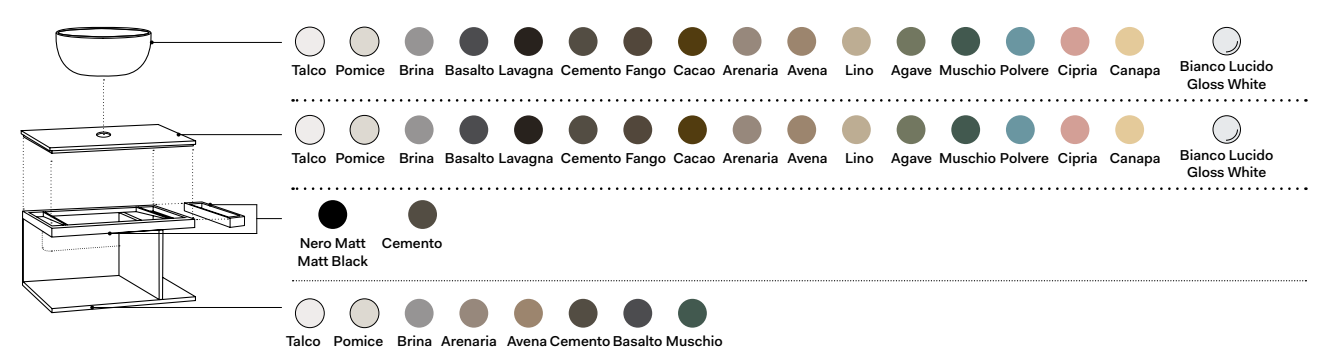 Talco Pomice Brina Basalto Lavagna Cemento Fango Cacao Arenaria Avena Lino Agave Muschio Polvere Cipria Canapa Bianco Lucido
Gloss White
Talco Pomice Brina Basalto Lavagna Cemento Fango Cacao Arenaria Avena Lino Agave Muschio Polvere Cipria Canapa Bianco Lucido
Gloss White
Nero Matt Cemento
Matt Black
Talco Pomice Brina Arenaria Avena Cemento Basalto Muschio